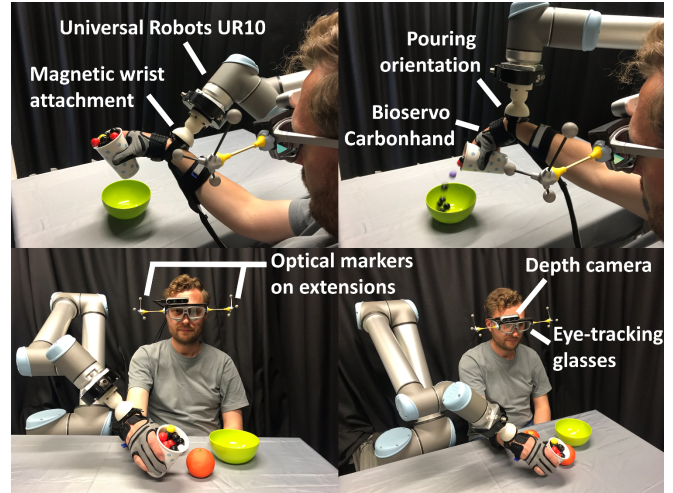 Universal Robots UR10
Magnetic wrist
attachment
Pouring
orientation
Bioservo
Carbonhand
Optical markers
on extensions
Depth camera
Eye-tracking
glasses